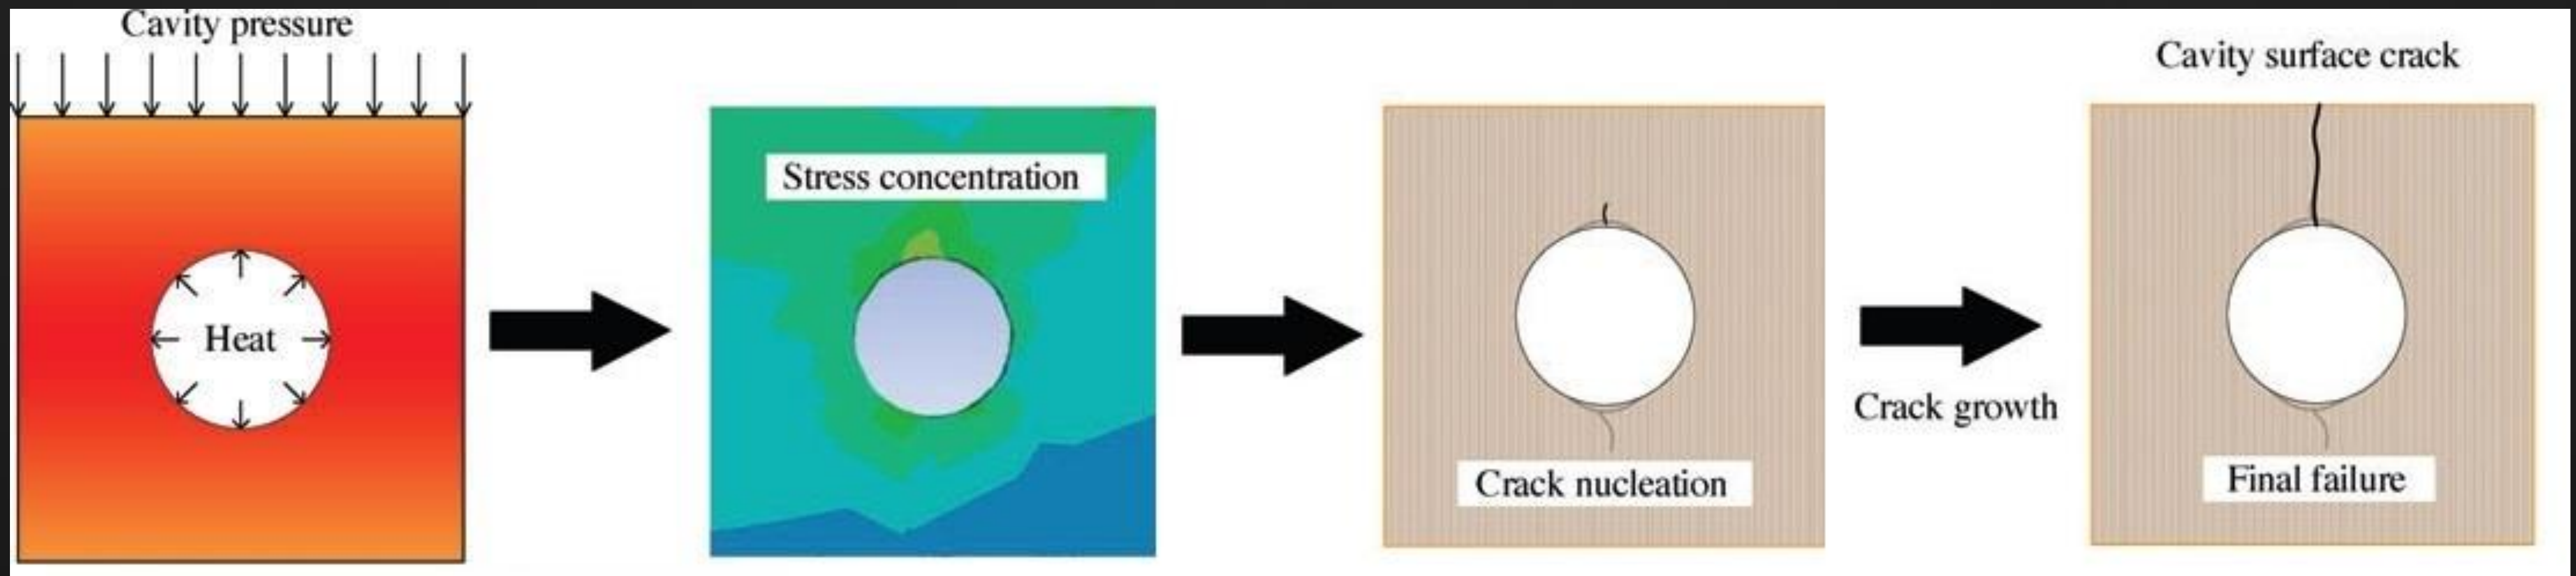 Cavity pressure
Heat
Stress concentration
Crack nucleation
Crack growth
Cavity surface crack
Final failure